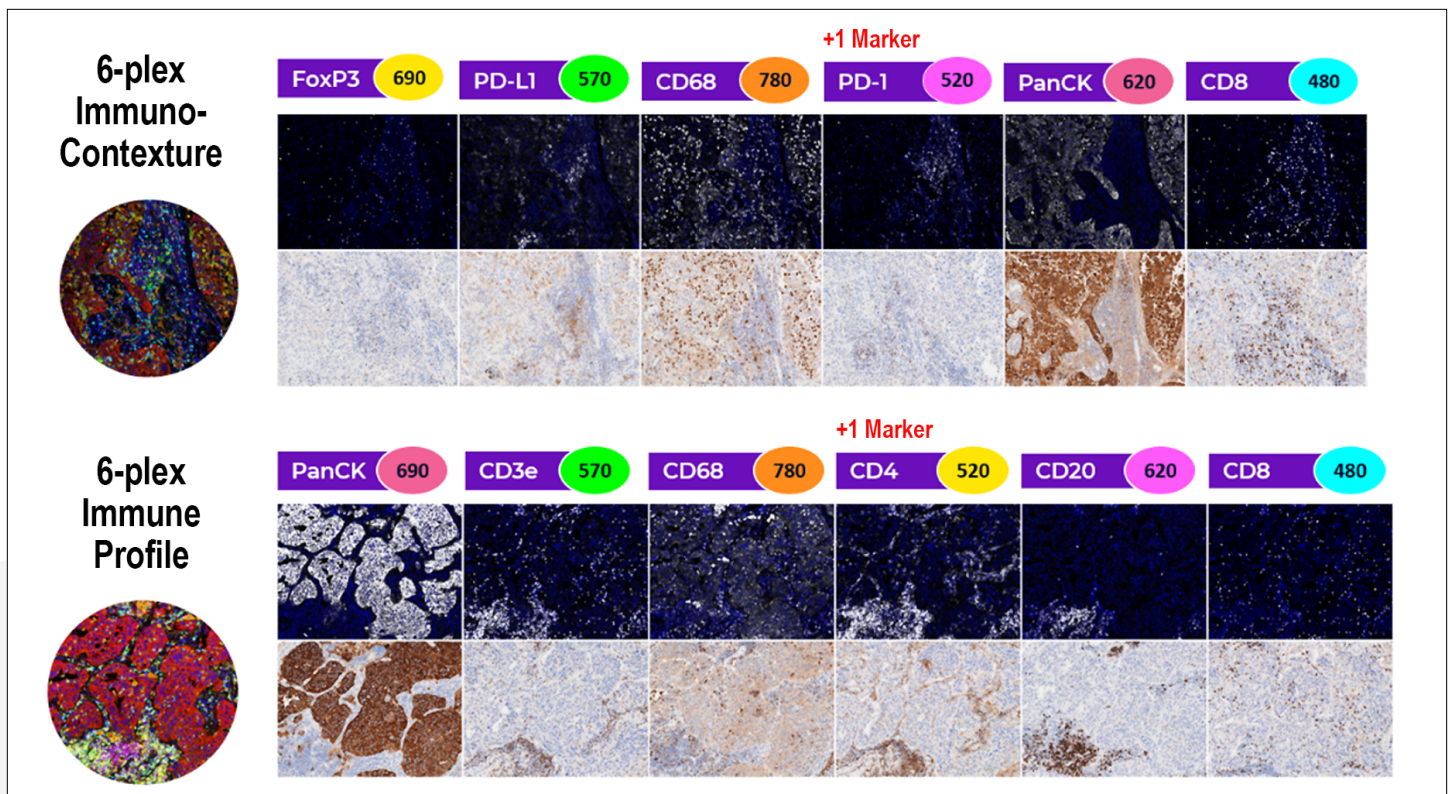 +1 Marker
6-plex
Immuno-
Contexture
FoxP3 690 PD-L1 570 CD68 780 PD-1 520 PanCK 620 CD8 480
+1 Marker
6-plex
Immune
Profile
PanCK 690 CD3e 570 CD68 780 CD4 520 CD20 620 CD8 480